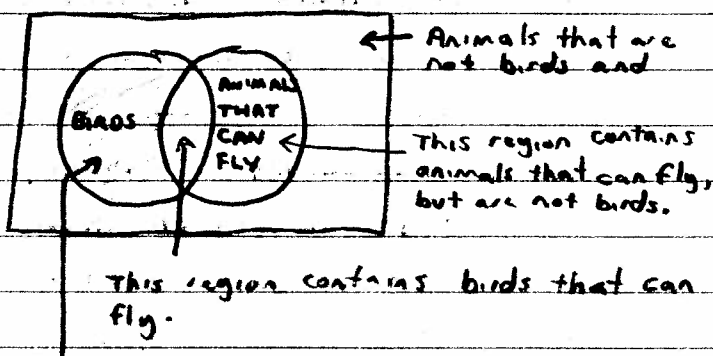 Animals that are
not birds and
BIRDS
ANIMALS
THAT
CAN
FLY
This region contains
animals that can fly,
but are not birds.
This region contains birds that can
fly.